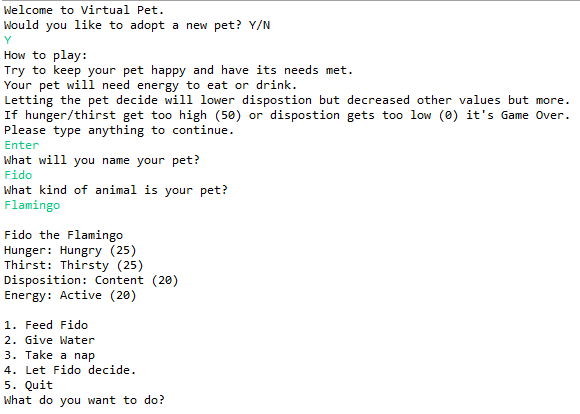 Welcome to Virtual Pet.
Would you like to adopt a new pet? Y/N
Y
How to play:
Try to keep your pet happy and have its needs met.
Your pet will need energy to eat or drink.
Letting the pet decide will lower dispostion but decreased other values but more.
If hunger/thirst get too high (50) or dispostion gets too low (0) it's Game Over.
Please type anything to continue.
Enter
What will you name your pet?
Fido
What kind of animal is your pet?
Flamingo
Fido the Flamingo
Hunger: Hungry (25)
Thirst: Thirsty (25)
Disposition: Content (20)
Energy: Active (20)
1. Feed Fido
2. Give Water
3. Take a nap
4. Let Fido decide.
5. Quit
What do you want to do?